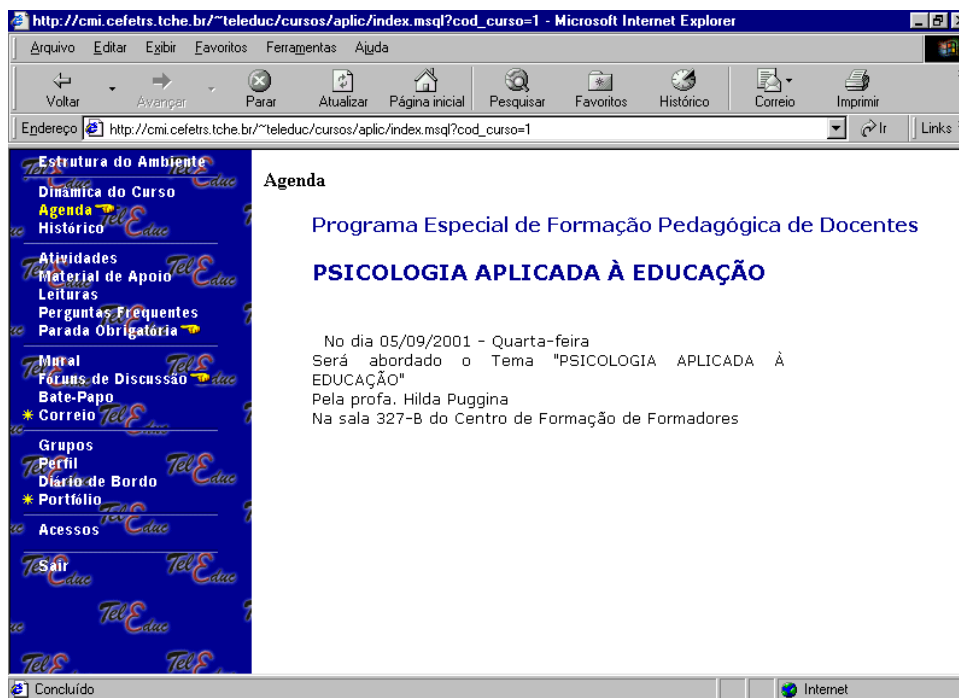 http://cmi.cefetrs.tche.br/~teleduc/cursos/aplic/index.msql?cod_curso=1 - Microsoft Internet Explorer
Arquivo Editar Exibir Favoritos Ferramentas Ajuda
Voltar Avançar Parar Atualizar Página inicial Pesquisar Favoritos Histórico Correio Imprimir
Endereço http://cmi.cefetrs.tche.br/~teleduc/cursos/aplic/index.msql?cod_curso=1 Ir Links
Estrutura do Ambiente
Dinâmica do Curso
Agenda
Histórico
Atividades
Material de Apoio
Leituras
Perguntas Frequentes
Parada Obrigatória
Mural
Fóruns de Discussão
Bate-Papo
Correio
Grupos
Perfil
Diário de Bordo
Portfólio
Acessos
Sair
TelEduc
Agenda
Programa Especial de Formação Pedagógica de Docentes
PSICOLOGIA APLICADA À EDUCAÇÃO
No dia 05/09/2001 - Quarta-feira
Será abordado o Tema "PSICOLOGIA APLICADA À
EDUCAÇÃO"
Pela profa. Hilda Puggina
Na sala 327-B do Centro de Formação de Formadores
Concluído Internet